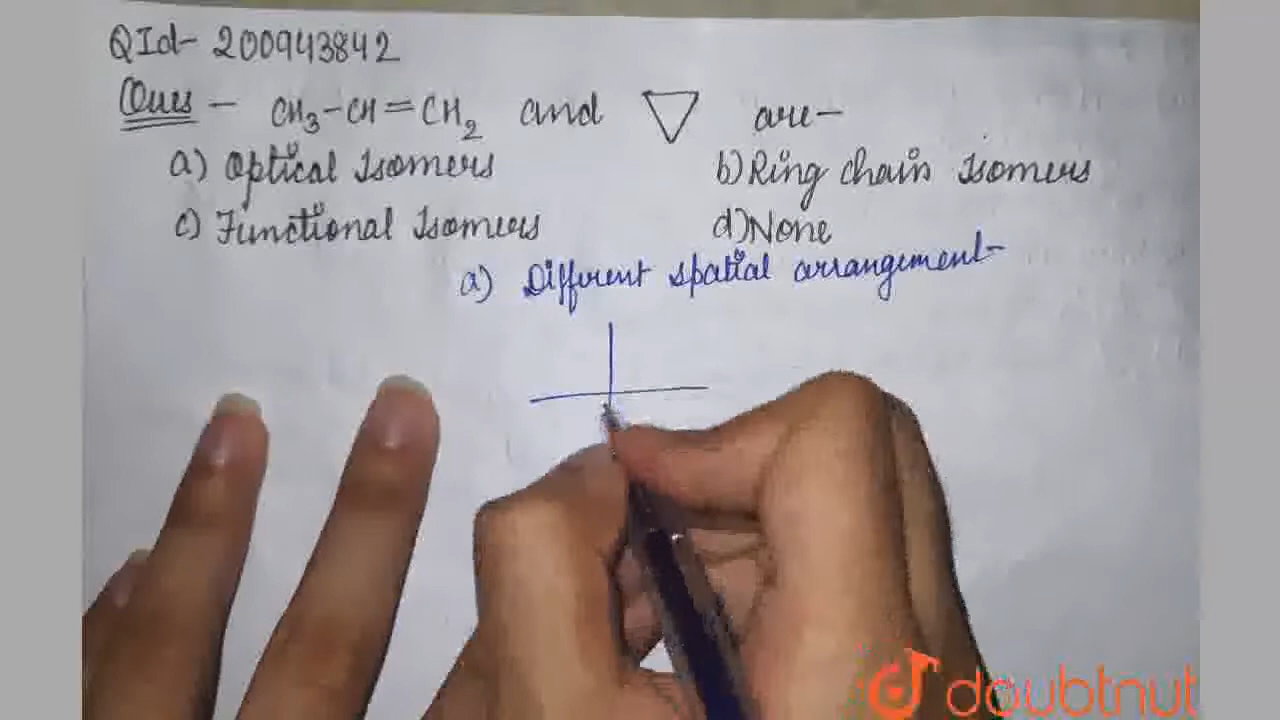 QId- 200943842
Ques - CH3-CH=CH2 and ▽ are-
a) Optical Isomers b) Ring chain Isomers
c) Functional Isomers d) None
a) Different spatial arrangement-
doubtnut